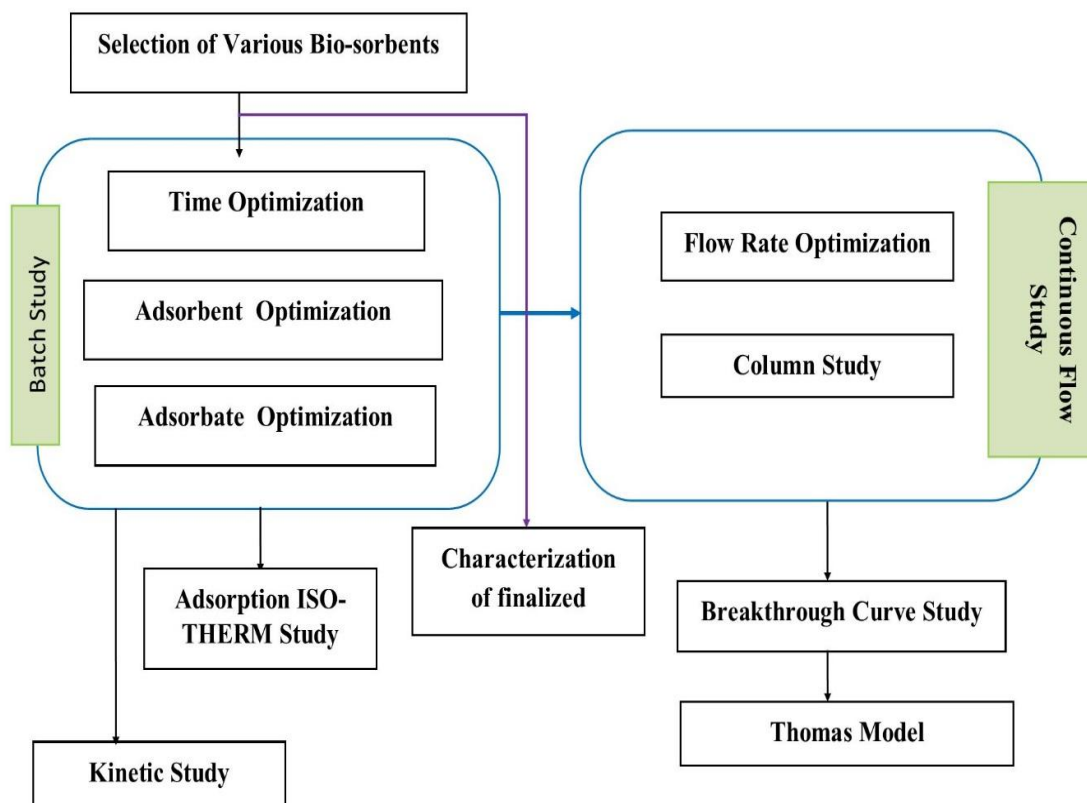 Selection of Various Bio-sorbents
Batch Study
Time Optimization
Adsorbent Optimization
Adsorbate Optimization
Flow Rate Optimization
Column Study
Continuous Flow
Study
Adsorption ISO-
THERM Study
Characterization
of finalized
Breakthrough Curve Study
Thomas Model
Kinetic Study